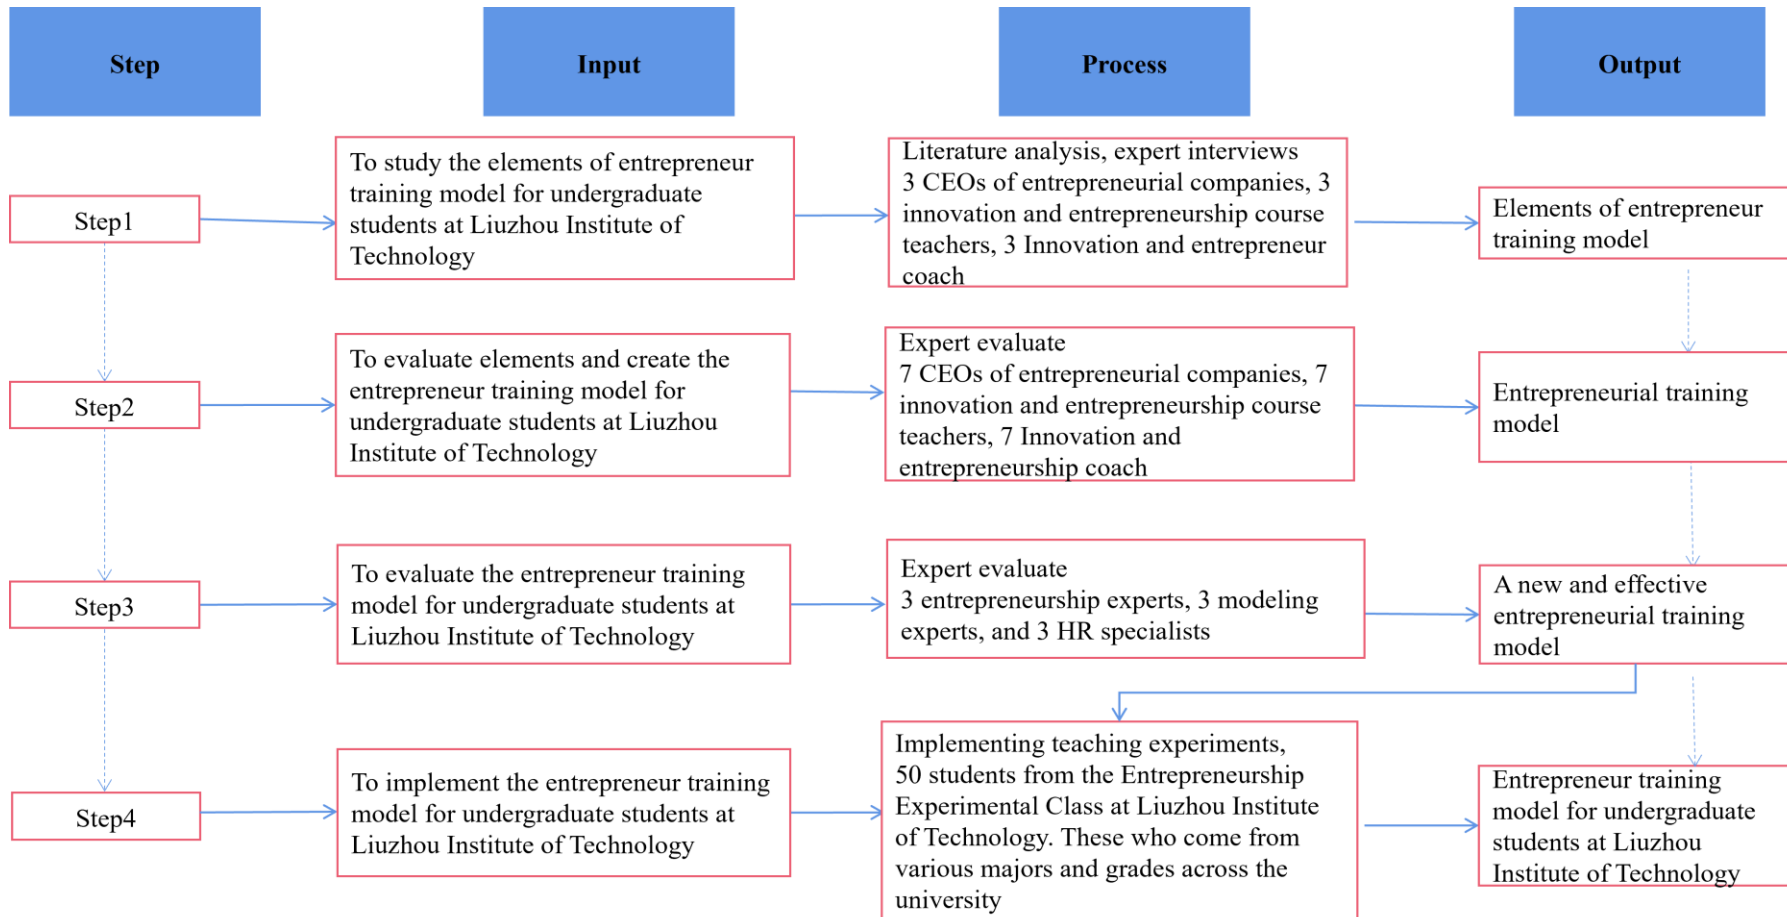 Step
Input
Process
Output
Step1
To study the elements of entrepreneur
training model for undergraduate
students at Liuzhou Institute of
Technology
Literature analysis, expert interviews
3 CEOs of entrepreneurial companies, 3
innovation and entrepreneurship course
teachers, 3 Innovation and entrepreneur
coach
Elements of entrepreneur
training model
Step2
To evaluate elements and create the
entrepreneur training model for
undergraduate students at Liuzhou
Institute of Technology
Expert evaluate
7 CEOs of entrepreneurial companies, 7
innovation and entrepreneurship course
teachers, 7 Innovation and
entrepreneurship coach
Entrepreneurial training
model
Step3
To evaluate the entrepreneur training
model for undergraduate students at
Liuzhou Institute of Technology
Expert evaluate
3 entrepreneurship experts, 3 modeling
experts, and 3 HR specialists
A new and effective
entrepreneurial training
model
Step4
To implement the entrepreneur training
model for undergraduate students at
Liuzhou Institute of Technology
Implementing teaching experiments,
50 students from the Entrepreneurship
Experimental Class at Liuzhou Institute
of Technology. These who come from
various majors and grades across the
university
Entrepreneur training
model for undergraduate
students at Liuzhou
Institute of Technology